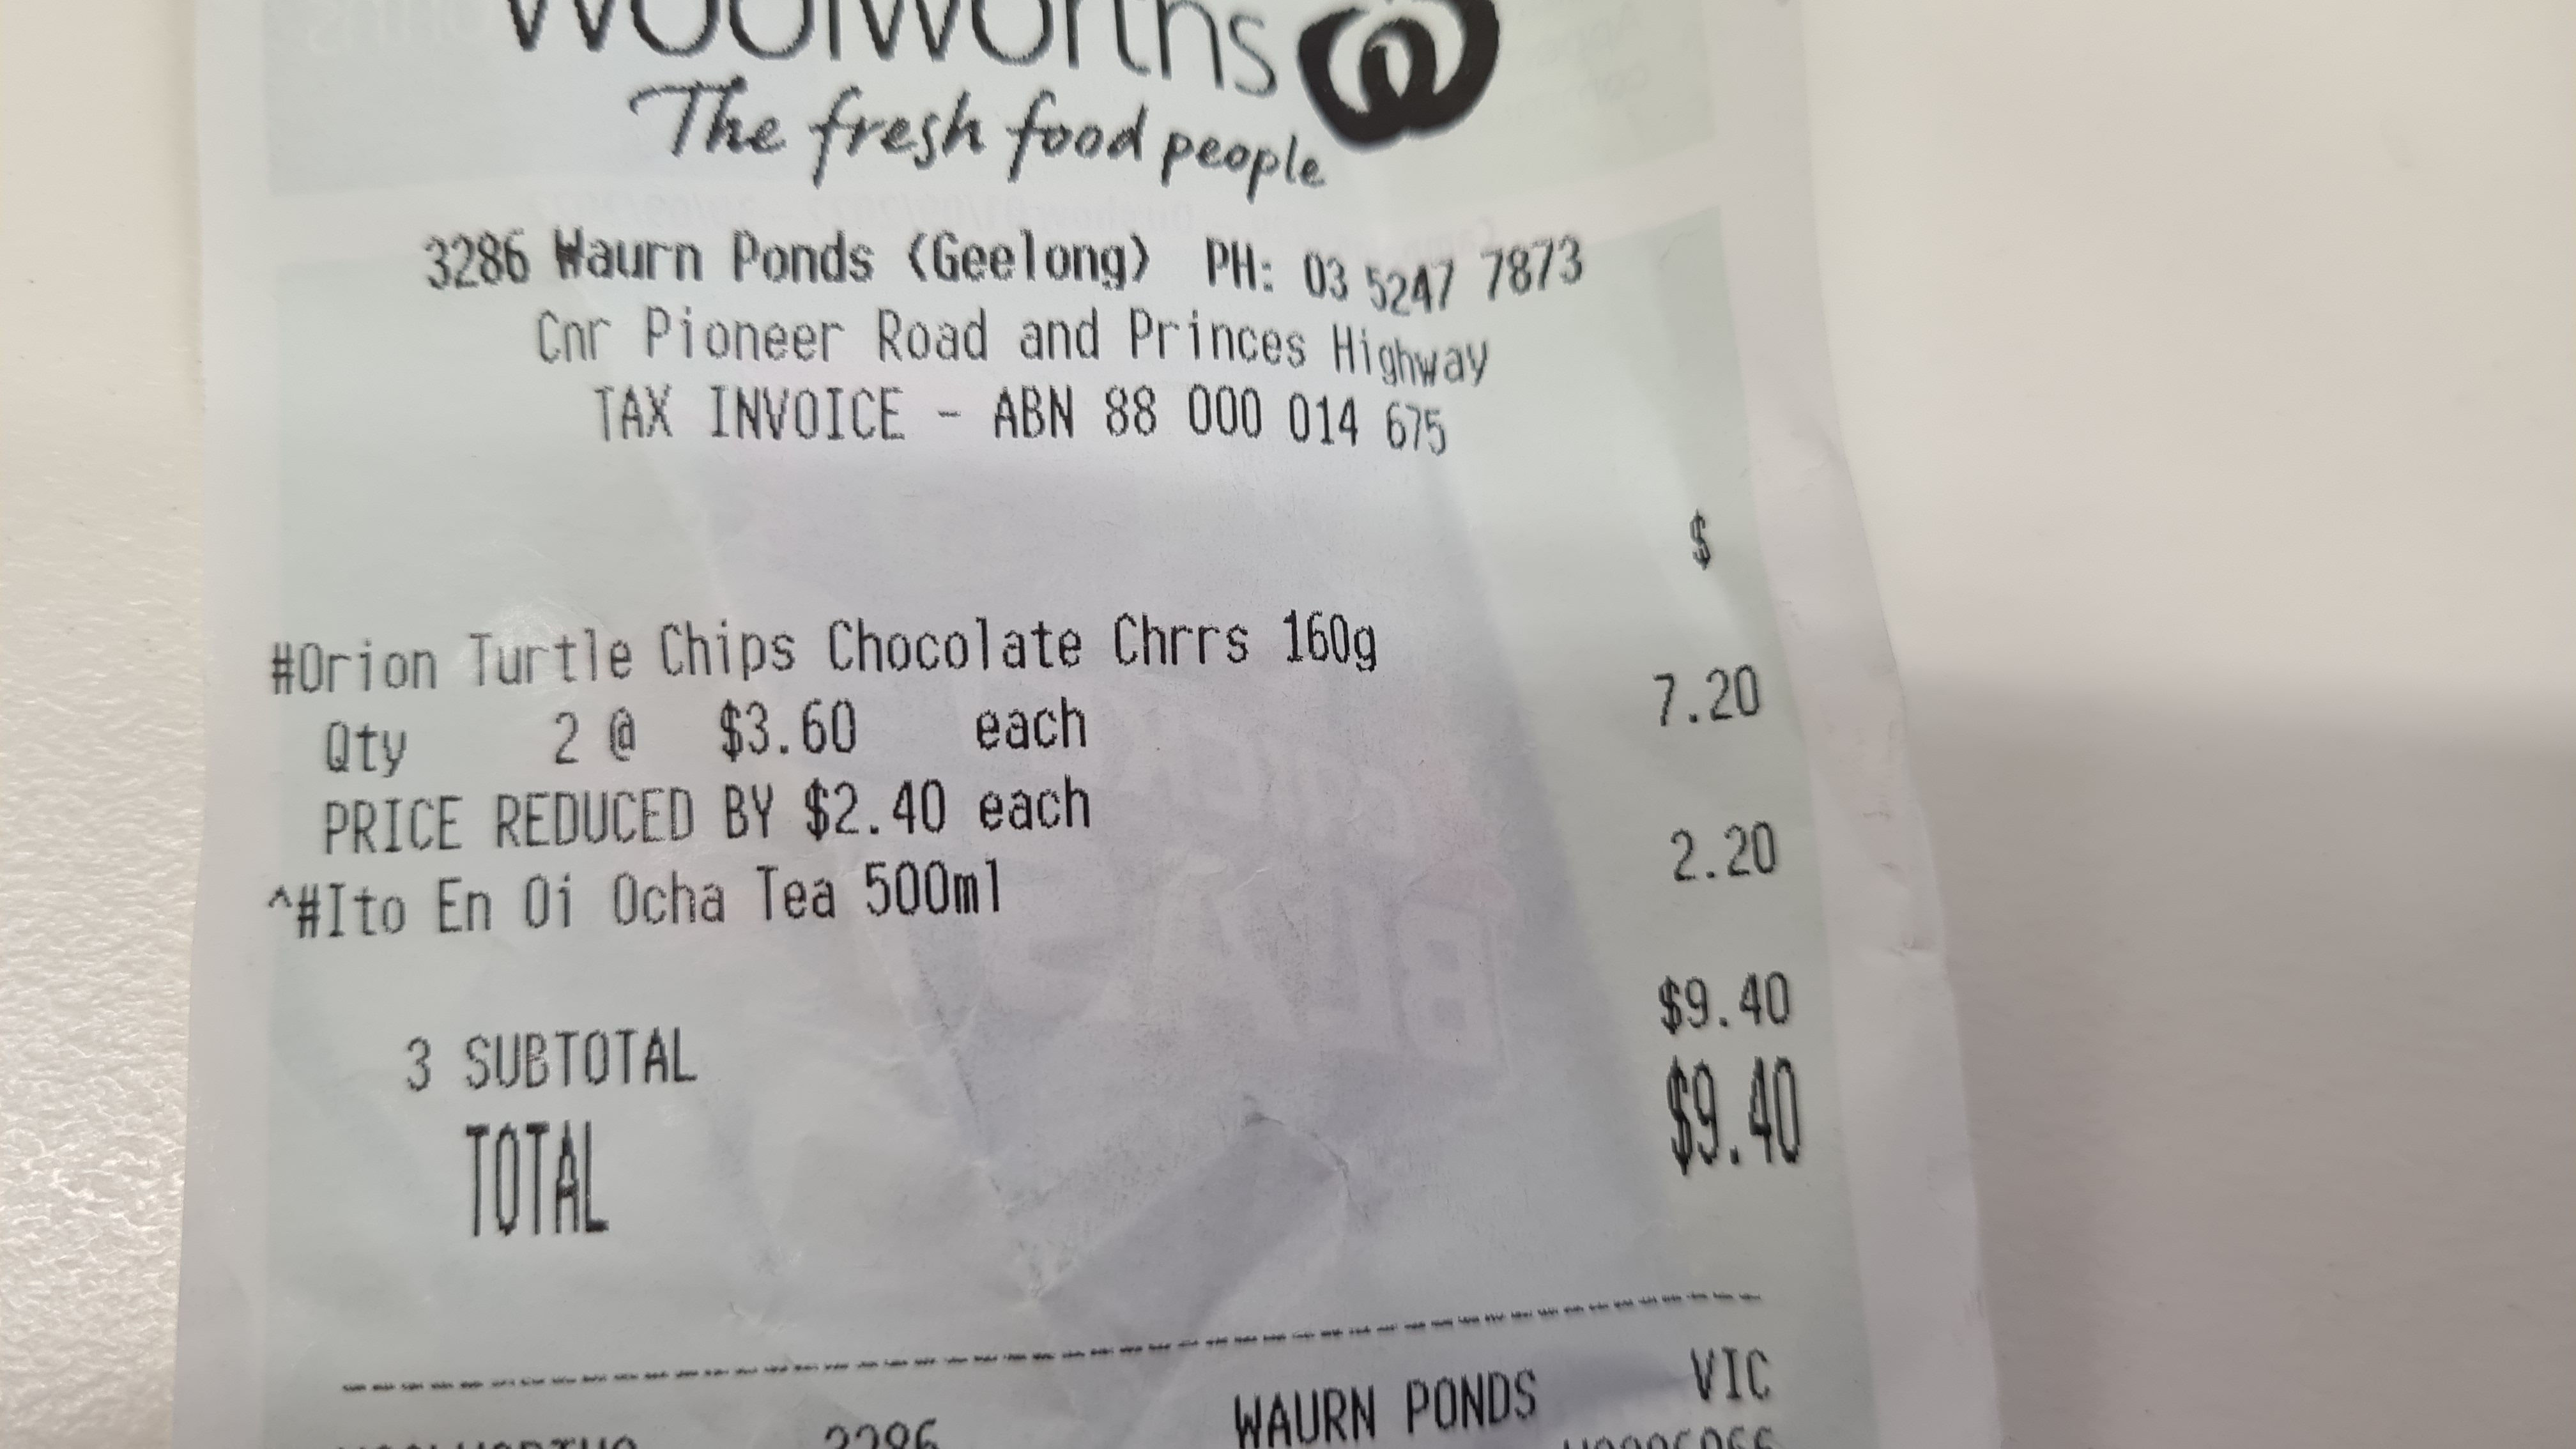 Woolworths
The fresh food people
3286 Waurn Ponds (Geelong) PH: 03 5247 7873
Cnr Pioneer Road and Princes Highway
TAX INVOICE - ABN 88 000 014 675
$
#Orion Turtle Chips Chocolate Chrrs 160g
Qty 2 @ $3.60 each 7.20
PRICE REDUCED BY $2.40 each
^#Ito En Oi Ocha Tea 500ml 2.20
3 SUBTOTAL $9.40
TOTAL $9.40
WAURN PONDS VIC
3286